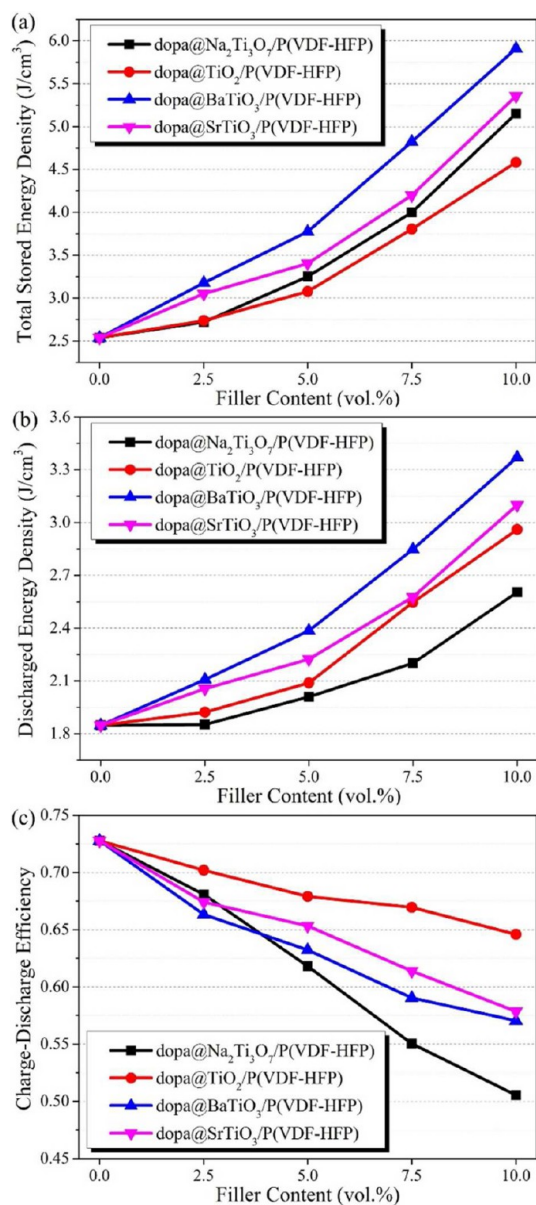 (a)
dopa@Na₂Ti₃O₇/P(VDF-HFP)
dopa@TiO₂/P(VDF-HFP)
dopa@BaTiO₃/P(VDF-HFP)
dopa@SrTiO₃/P(VDF-HFP)
Total Stored Energy Density (J/cm³)
6.0
5.5
5.0
4.5
4.0
3.5
3.0
2.5
0.0 2.5 5.0 7.5 10.0
Filler Content (vol.%)
(b)
dopa@Na₂Ti₃O₇/P(VDF-HFP)
dopa@TiO₂/P(VDF-HFP)
dopa@BaTiO₃/P(VDF-HFP)
dopa@SrTiO₃/P(VDF-HFP)
Discharged Energy Density (J/cm³)
3.6
3.3
3.0
2.7
2.4
2.1
1.8
0.0 2.5 5.0 7.5 10.0
Filler Content (vol.%)
(c)
Charge-Discharge Efficiency
0.75
0.70
0.65
0.60
0.55
0.50
0.45
dopa@Na₂Ti₃O₇/P(VDF-HFP)
dopa@TiO₂/P(VDF-HFP)
dopa@BaTiO₃/P(VDF-HFP)
dopa@SrTiO₃/P(VDF-HFP)
0.0 2.5 5.0 7.5 10.0
Filler Content (vol.%)